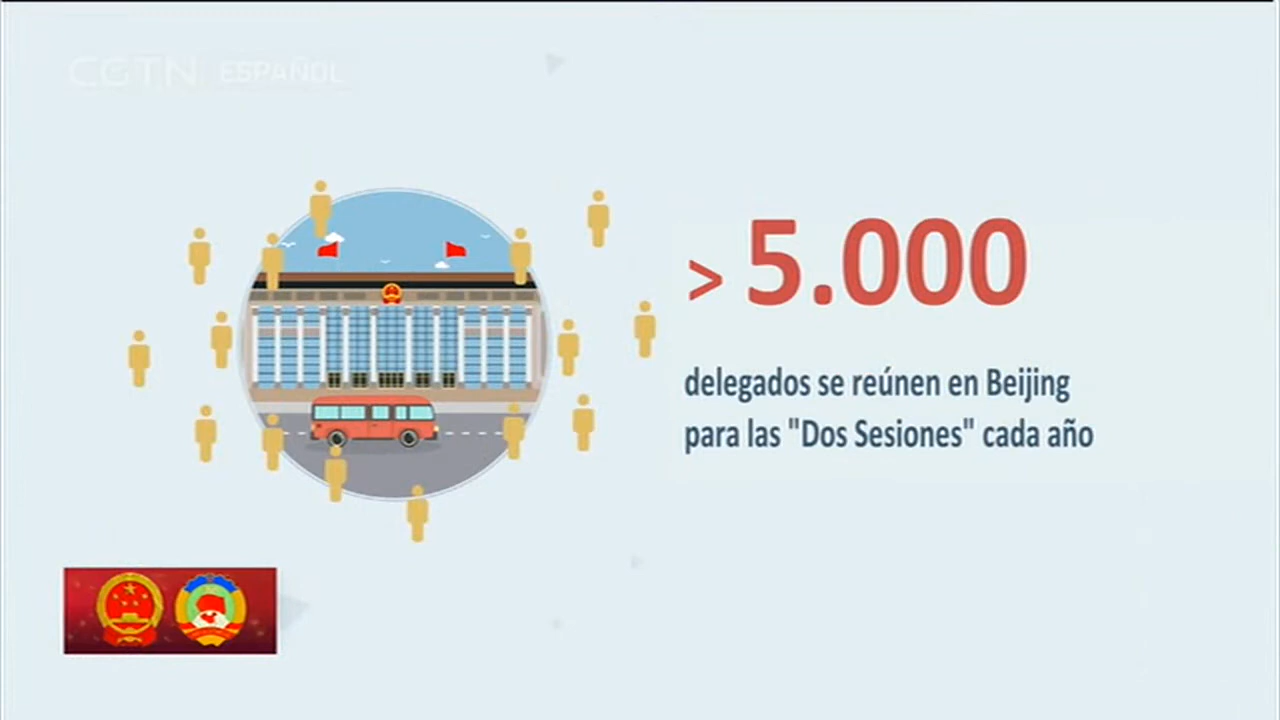 CGTN ESPAÑOL
> 5.000
delegados se reúnen en Beijing
para las "Dos Sesiones" cada año